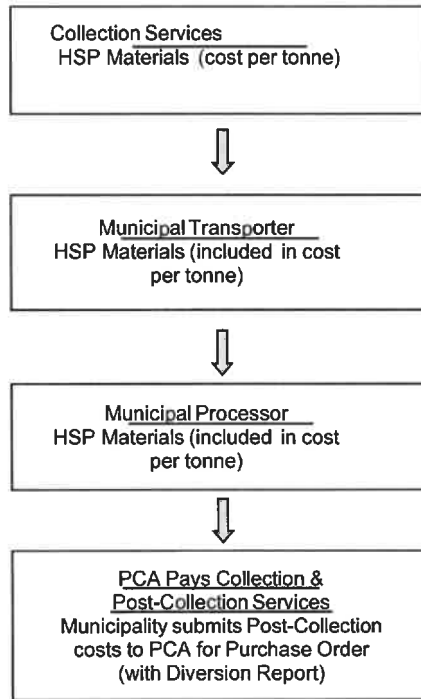 Collection Services
HSP Materials (cost per tonne)
Municipal Transporter
HSP Materials (included in cost
per tonne)
Municipal Processor
HSP Materials (included in cost
per tonne)
PCA Pays Collection &
Post-Collection Services
Municipality submits Post-Collection
costs to PCA for Purchase Order
(with Diversion Report)